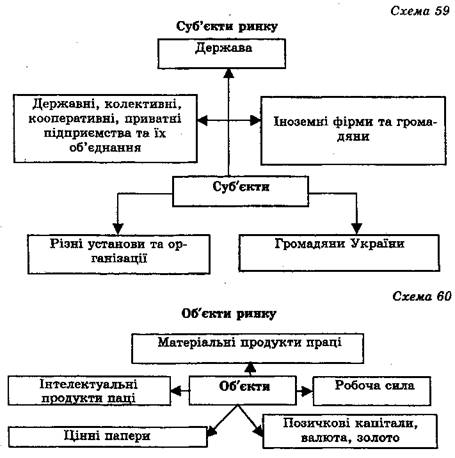 Схема 59
Суб'єкти ринку
Держава
Державні, колективні,
кооперативні, приватні
підприємства та їх
об'єднання
Іноземні фірми та грома-
дяни
Суб'єкти
Різні установи та ор-
ганізації
Громадяни України
Схема 60
Об'єкти ринку
Матеріальні продукти праці
Інтелектуальні
продукти паці
Об'єкти
Робоча сила
Цінні папери
Позичкові капітали,
валюта, золото